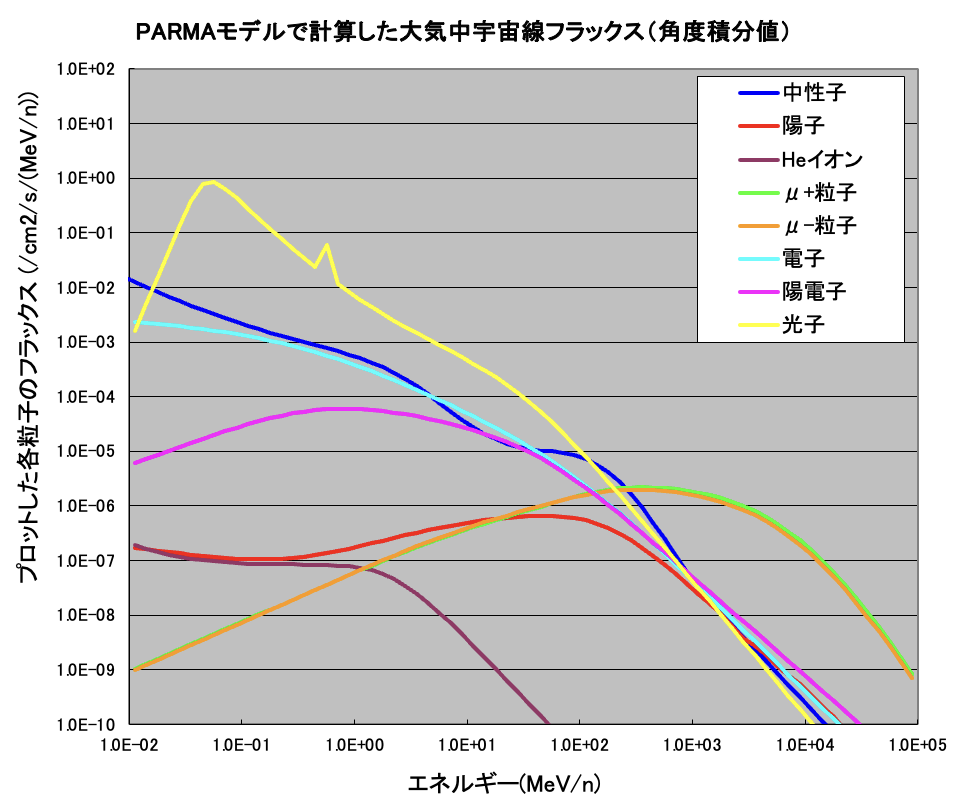 PARMAモデルで計算した大気中宇宙線フラックス(角度積分値)
プロットした各粒子のフラックス (/cm2/s/(MeV/n))
1.0E+02
1.0E+01
1.0E+00
1.0E-01
1.0E-02
1.0E-03
1.0E-04
1.0E-05
1.0E-06
1.0E-07
1.0E-08
1.0E-09
1.0E-10
中性子
陽子
Heイオン
μ+粒子
μ-粒子
電子
陽電子
光子
1.0E-02 1.0E-01 1.0E+00 1.0E+01 1.0E+02 1.0E+03 1.0E+04 1.0E+05
エネルギー(MeV/n)